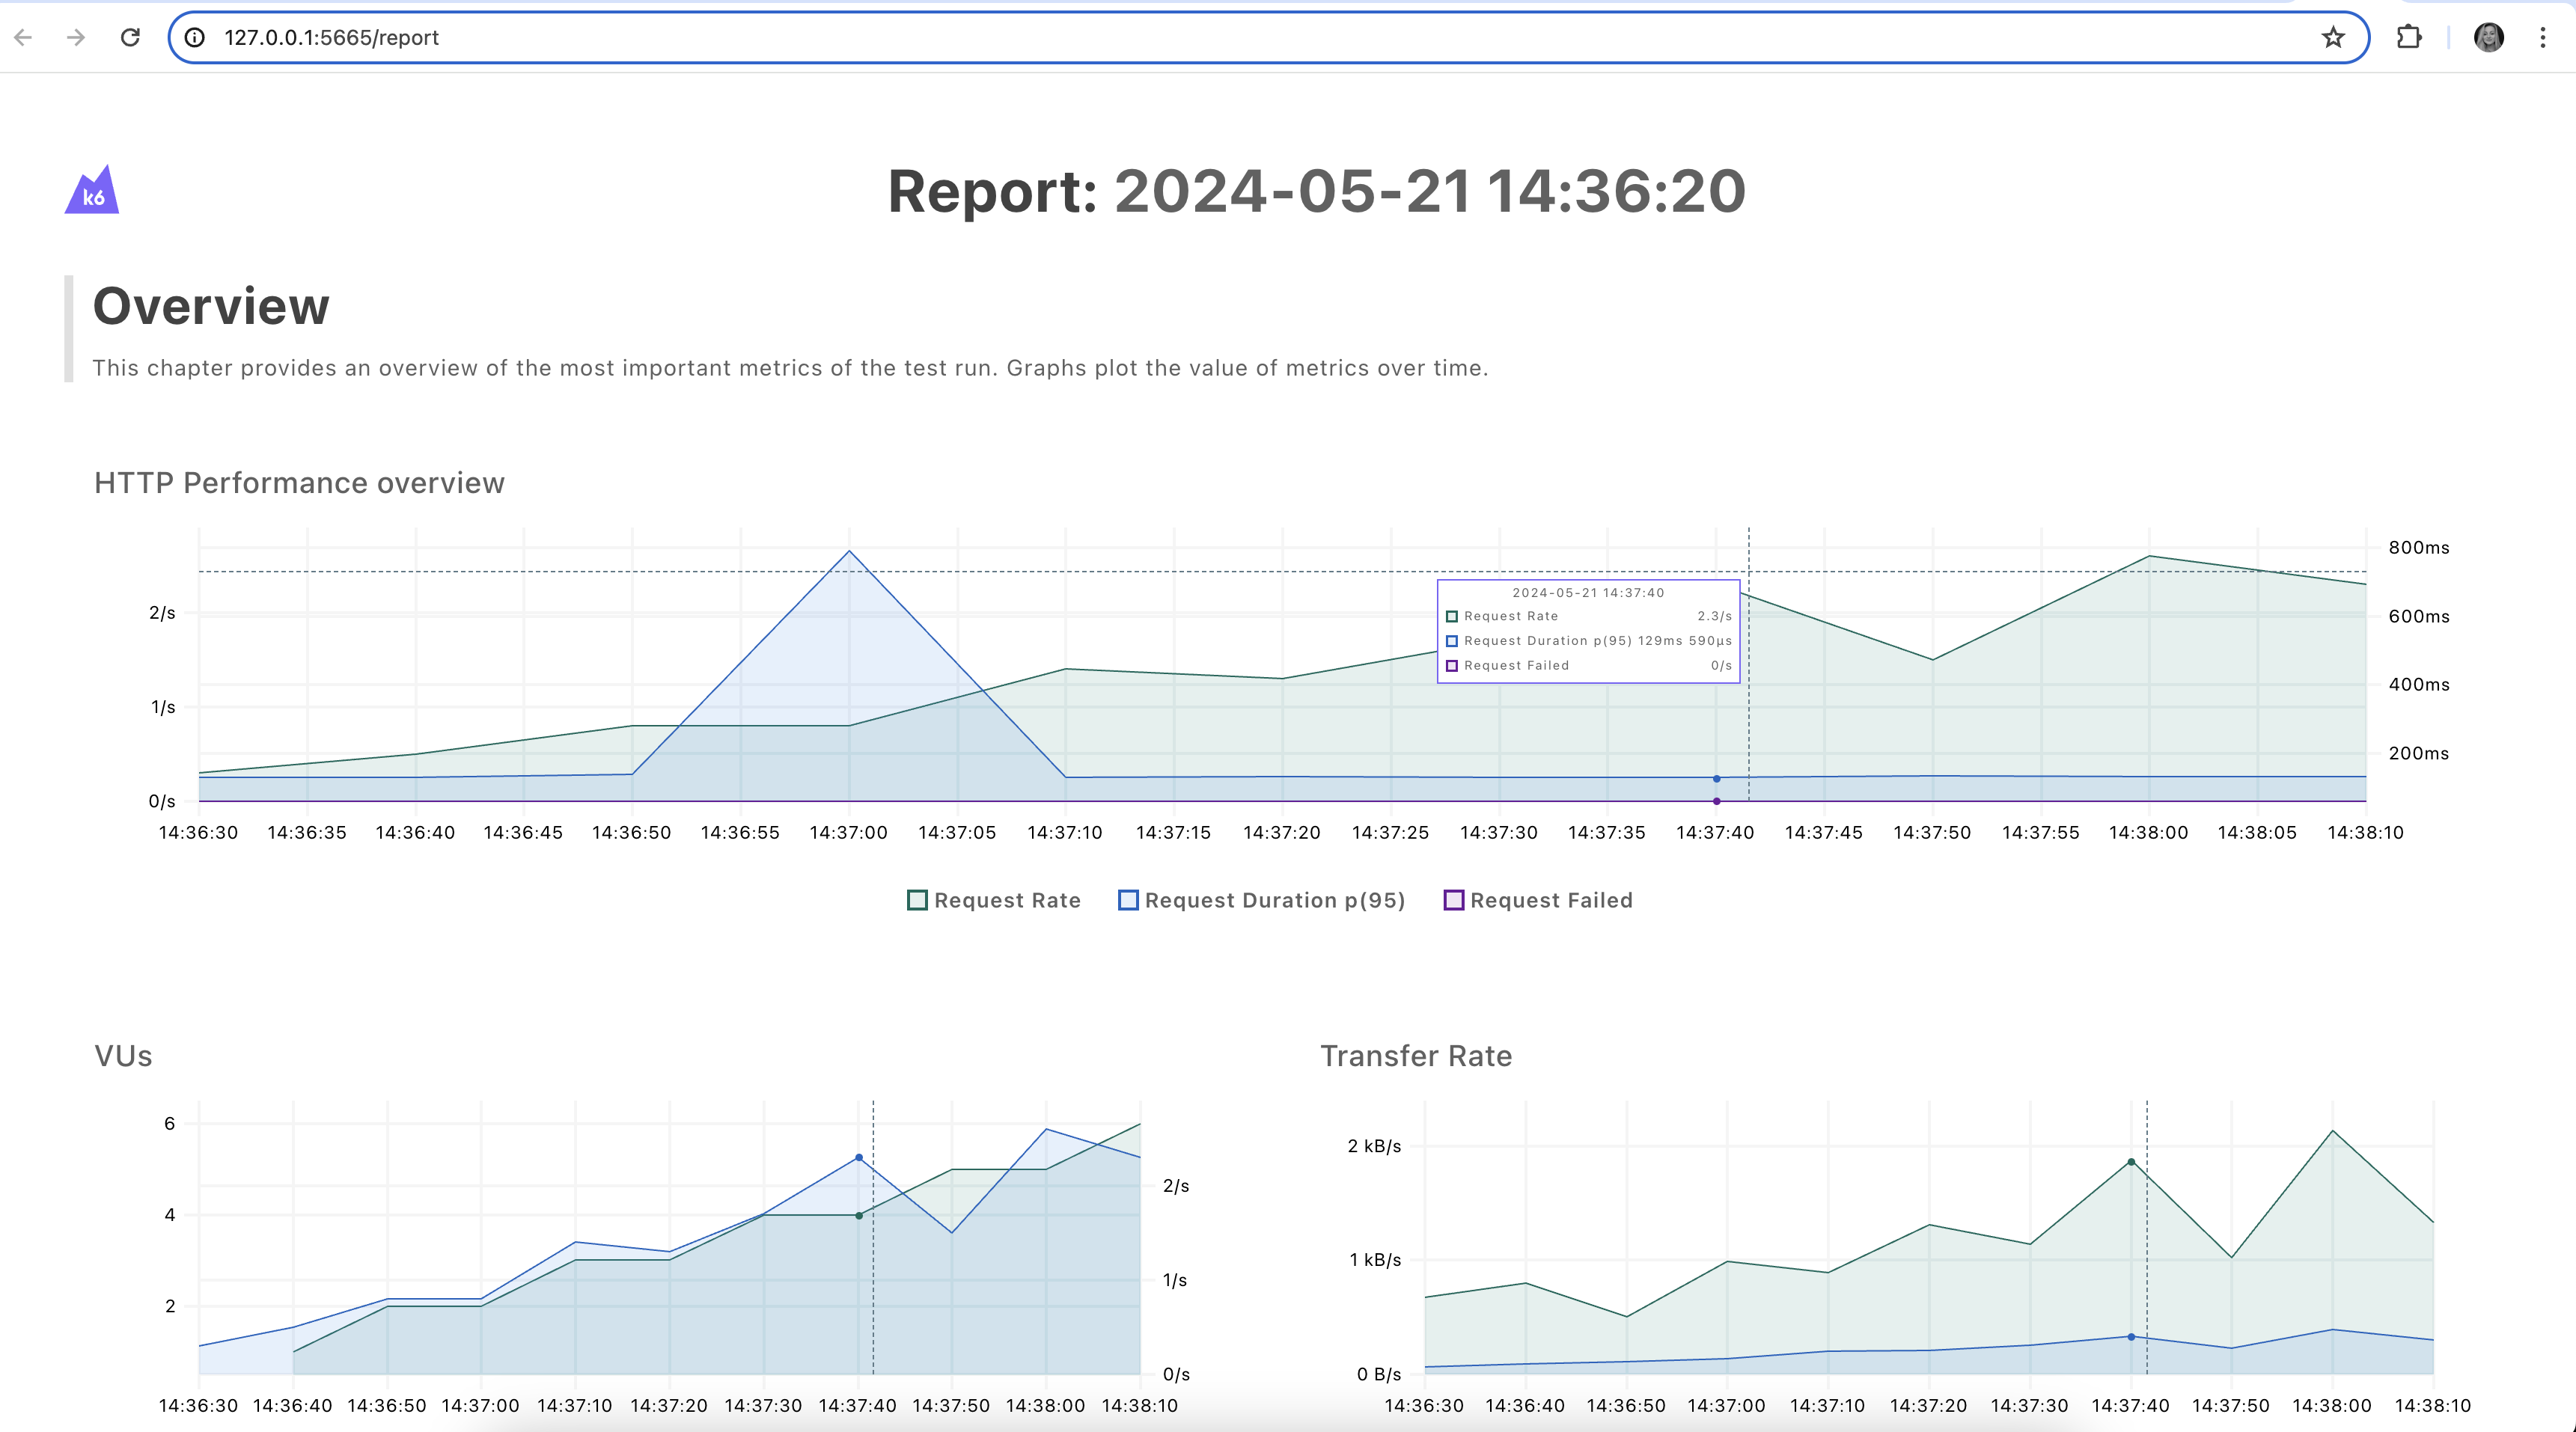 127.0.0.1:5665/report
k6
Report: 2024-05-21 14:36:20
Overview
This chapter provides an overview of the most important metrics of the test run. Graphs plot the value of metrics over time.
HTTP Performance overview
800ms
2/s
600ms
1/s
400ms
200ms
0/s
2024-05-21 14:37:40
Request Rate 2.3/s
Request Duration p(95) 129ms 590µs
Request Failed 0/s
14:36:30 14:36:35 14:36:40 14:36:45 14:36:50 14:36:55 14:37:00 14:37:05 14:37:10 14:37:15 14:37:20 14:37:25 14:37:30 14:37:35 14:37:40 14:37:45 14:37:50 14:37:55 14:38:00 14:38:05 14:38:10
Request Rate Request Duration p(95) Request Failed
VUs
6
4
2
2/s
1/s
0/s
14:36:30 14:36:40 14:36:50 14:37:00 14:37:10 14:37:20 14:37:30 14:37:40 14:37:50 14:38:00 14:38:10
Transfer Rate
2 kB/s
1 kB/s
0 B/s
14:36:30 14:36:40 14:36:50 14:37:00 14:37:10 14:37:20 14:37:30 14:37:40 14:37:50 14:38:00 14:38:10